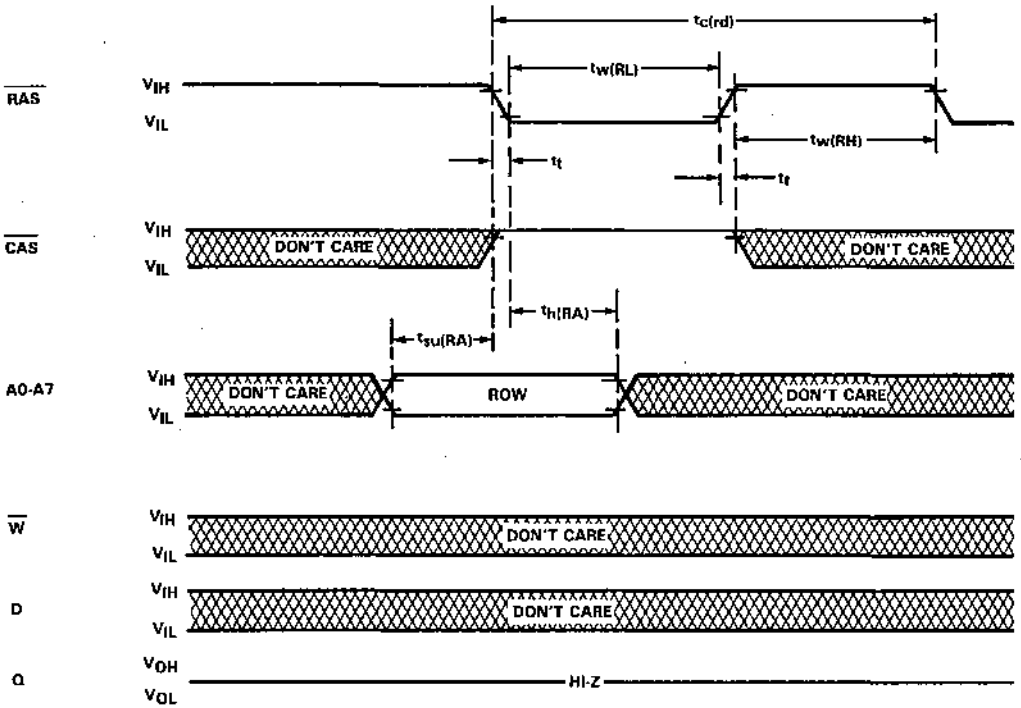 tc(rd)
tw(RL)
RAS
VIH
VIL
tw(RH)
tt
tt
CAS
VIH
VIL
DON'T CARE
DON'T CARE
th(RA)
tsu(RA)
A0-A7
VIH
VIL
DON'T CARE
ROW
DON'T CARE
W
VIH
VIL
DON'T CARE
D
VIH
VIL
DON'T CARE
Q
VOH
VOL
HI-Z